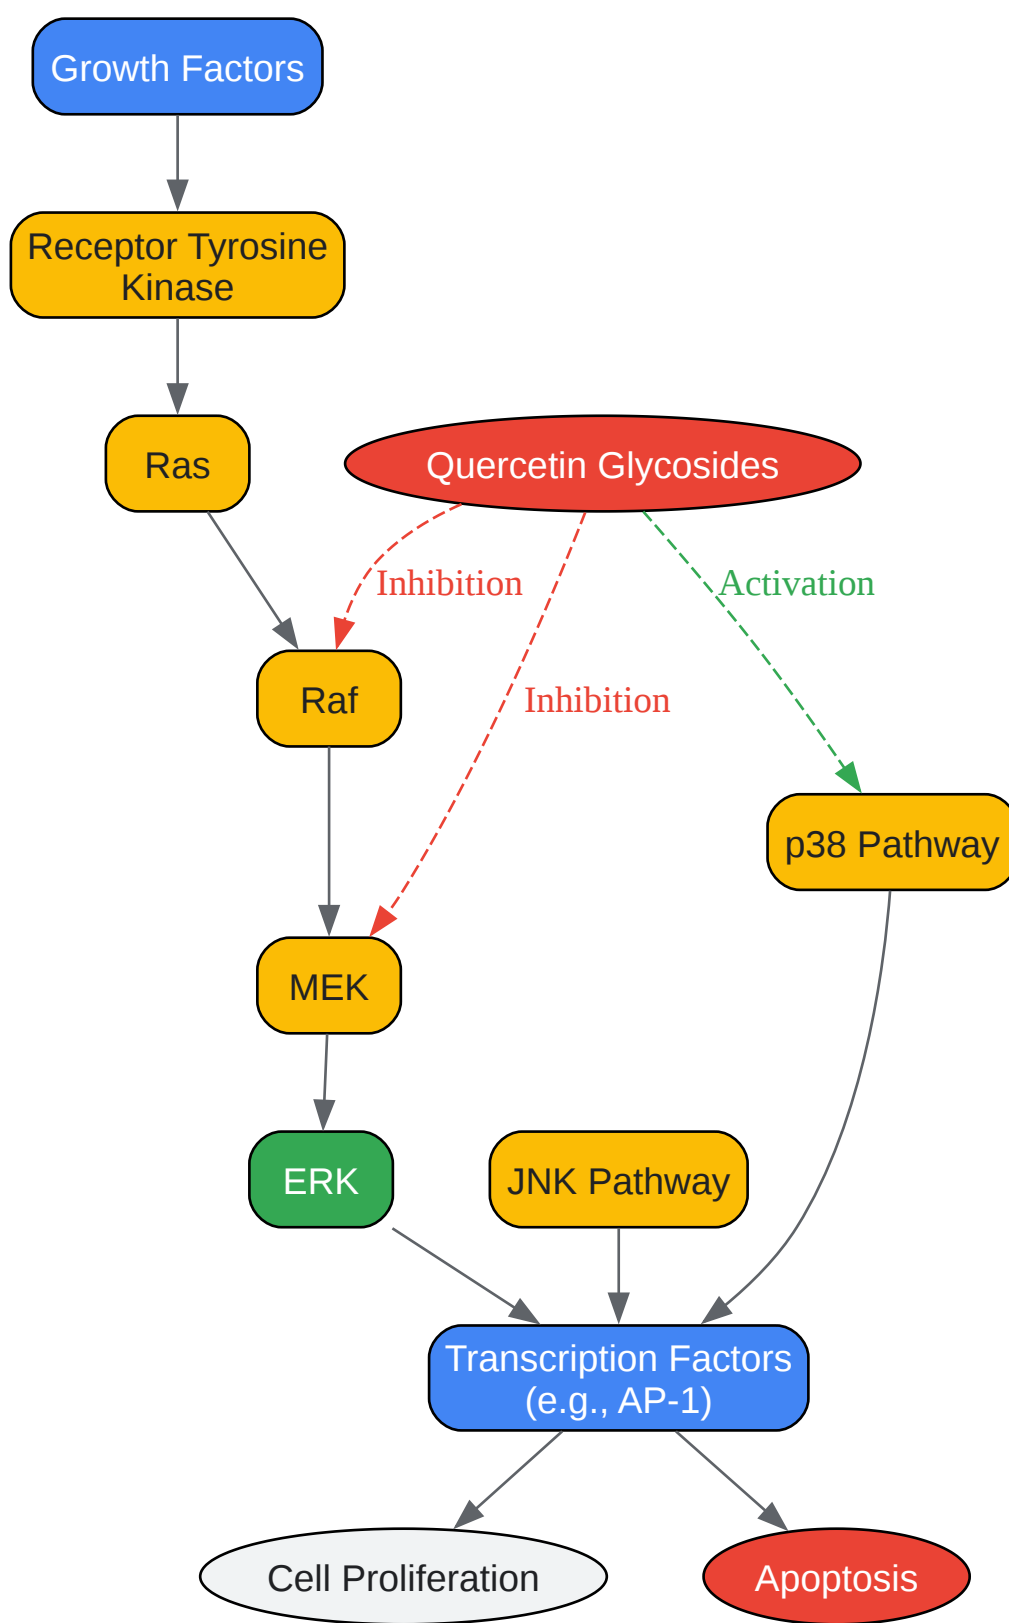 Growth Factors
Receptor Tyrosine
Kinase
Ras
Quercetin Glycosides
Inhibition
Activation
Raf
Inhibition
p38 Pathway
MEK
ERK
JNK Pathway
Transcription Factors
(e.g., AP-1)
Cell Proliferation
Apoptosis